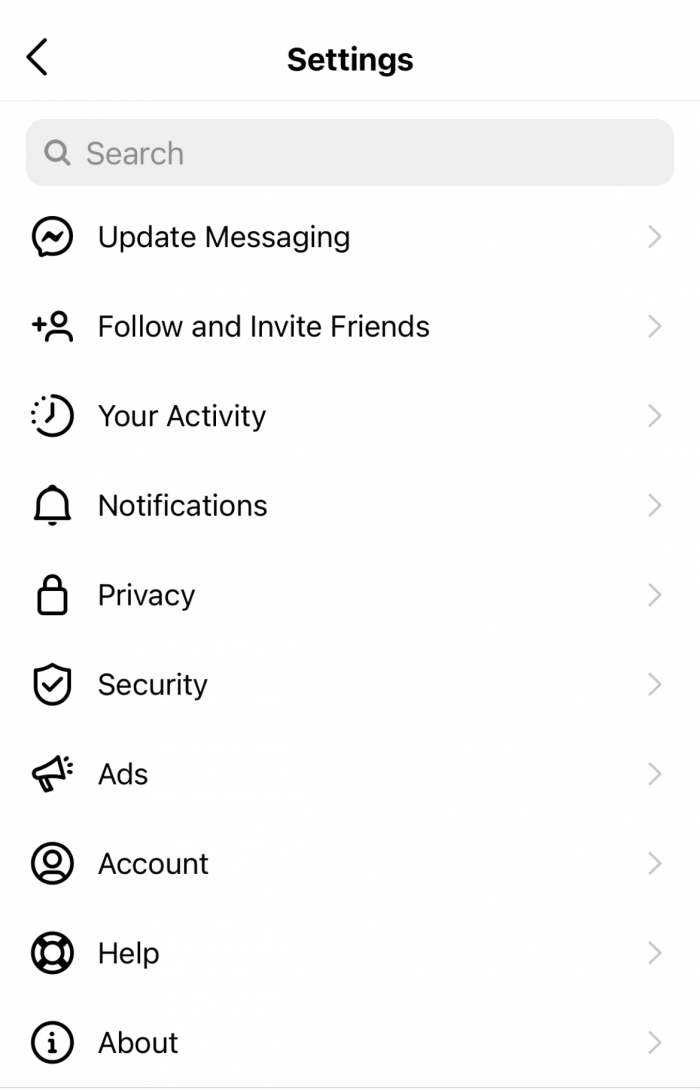 Settings
Search
Update Messaging
Follow and Invite Friends
Your Activity
Notifications
Privacy
Security
Ads
Account
Help
About